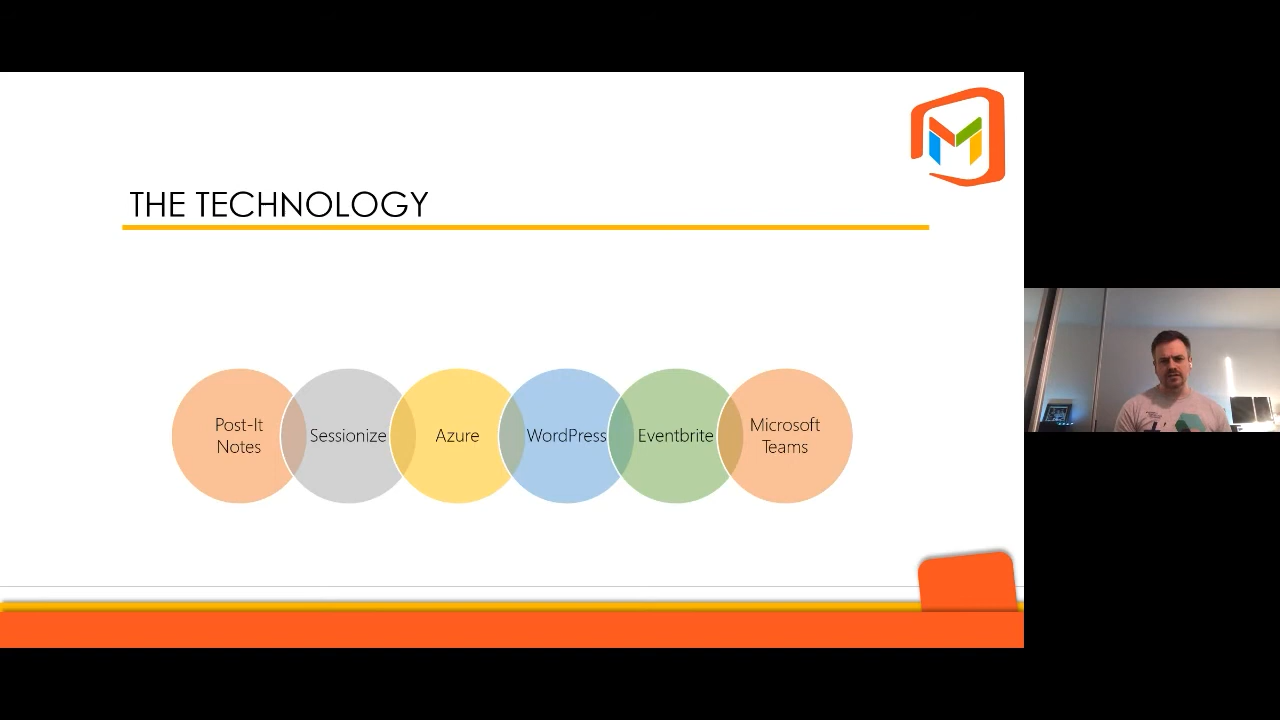 THE TECHNOLOGY
Post-It
Notes
Sessionize
Azure
WordPress
Eventbrite
Microsoft
Teams